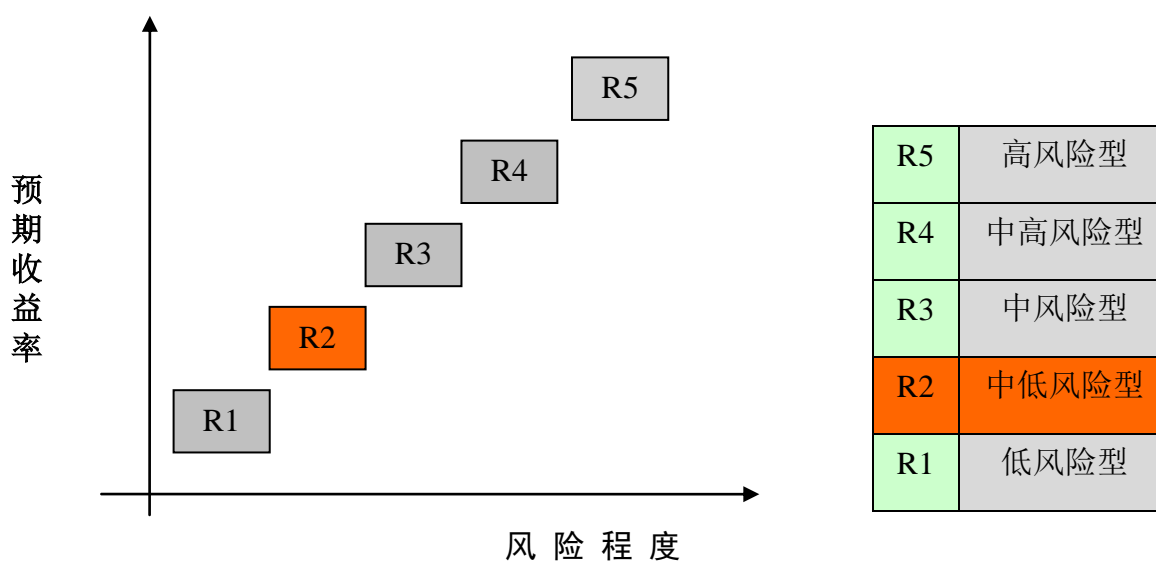 预
期
收
益
率
R5
R4
R3
R2
R1
风 险 程 度
R5 高风险型
R4 中高风险型
R3 中风险型
R2 中低风险型
R1 低风险型